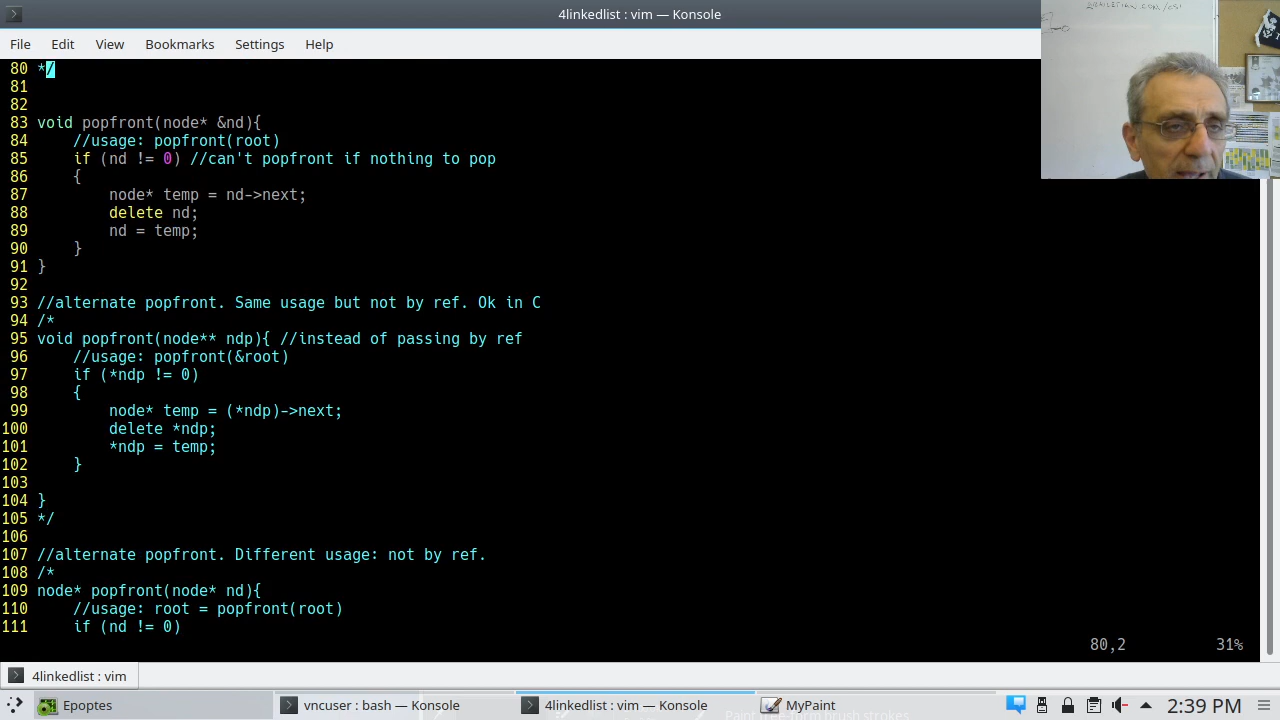 4linkedlist : vim — Konsole
File Edit View Bookmarks Settings Help
80 */
81
82
83 void popfront(node* &nd){
84     //usage: popfront(root)
85     if (nd != 0) //can't popfront if nothing to pop
86     {
87         node* temp = nd->next;
88         delete nd;
89         nd = temp;
90     }
91 }
92
93 //alternate popfront. Same usage but not by ref. Ok in C
94 /*
95 void popfront(node** ndp){ //instead of passing by ref
96     //usage: popfront(&root)
97     if (*ndp != 0)
98     {
99         node* temp = (*ndp)->next;
100         delete *ndp;
101         *ndp = temp;
102     }
103
104 }
105 */
106
107 //alternate popfront. Different usage: not by ref.
108 /*
109 node* popfront(node* nd){
110     //usage: root = popfront(root)
111     if (nd != 0)
80,2 31%
4linkedlist : vim
Epoptes vncuser : bash — Konsole 4linkedlist : vim — Konsole MyPaint 2:39 PM
Paint free-form brush strokes